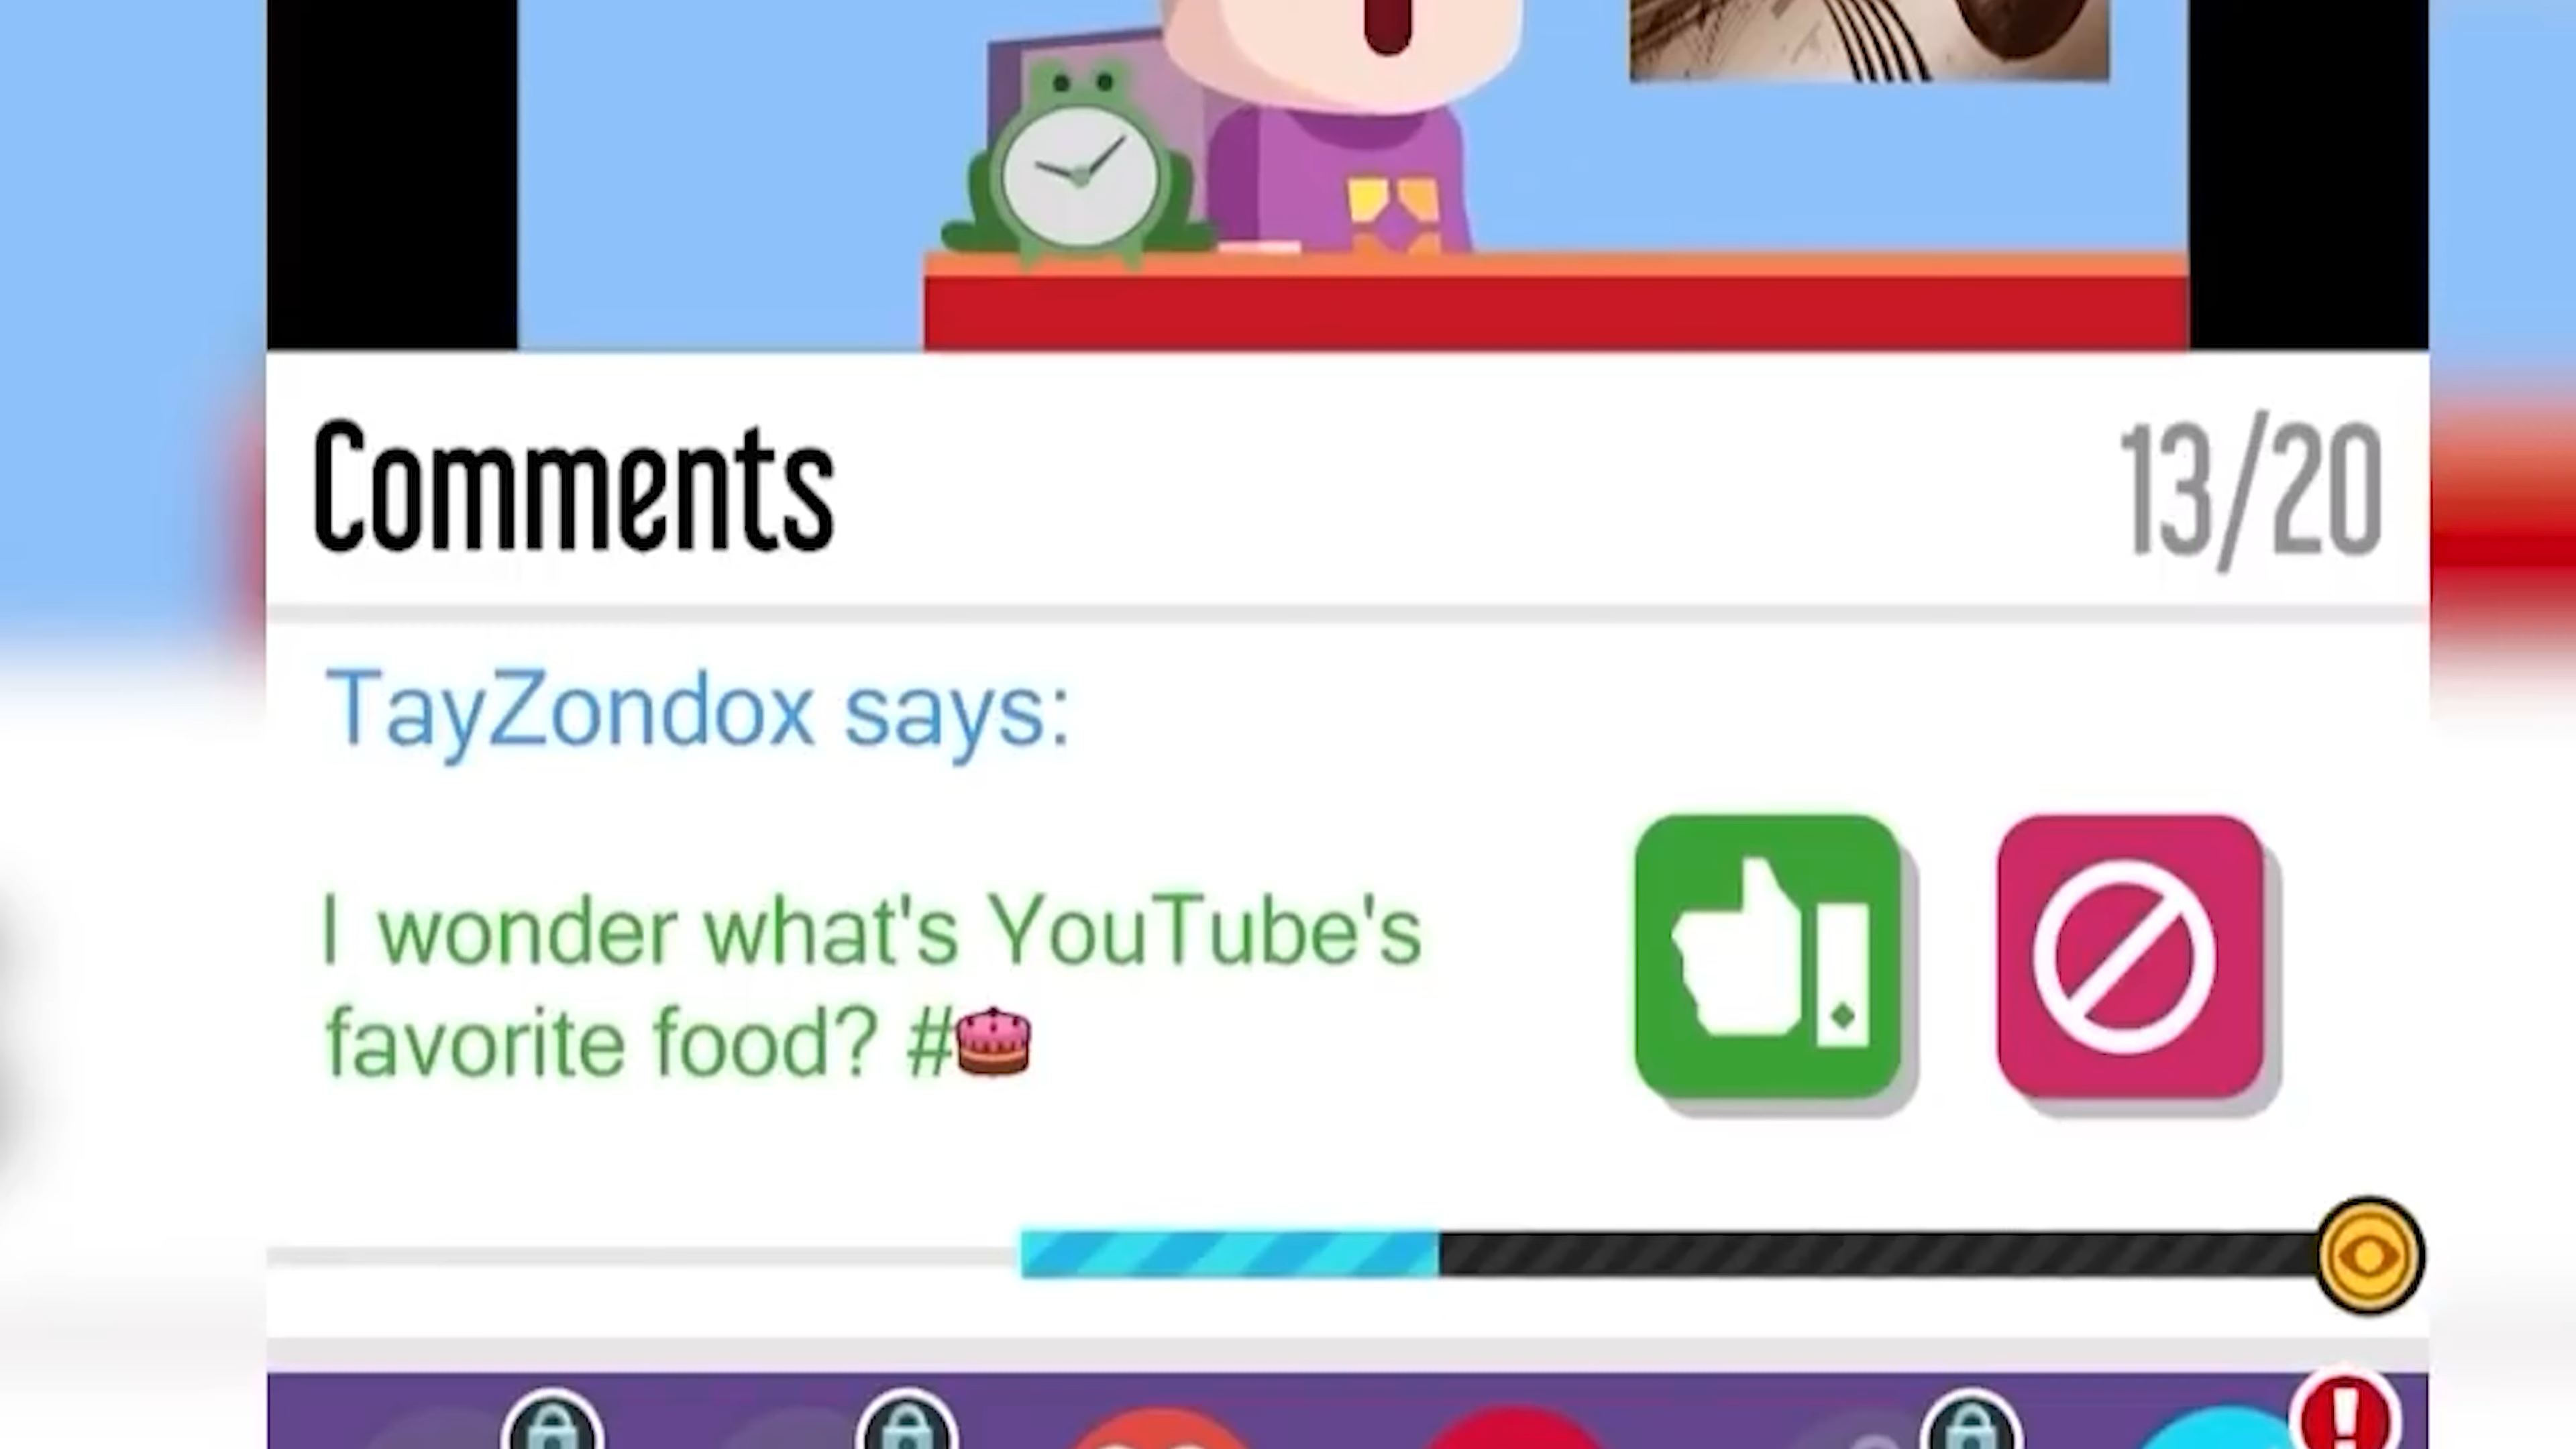 Comments
13/20
TayZondox says:
I wonder what's YouTube's
favorite food? #🎂